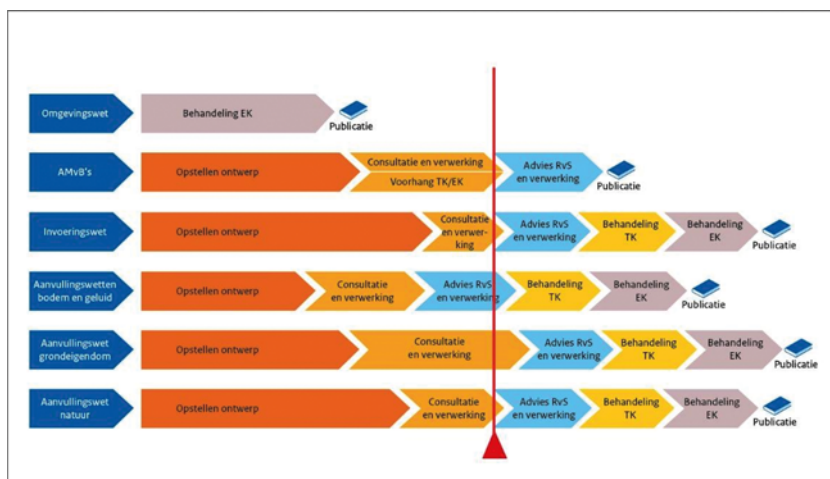 Omgevingswet
Behandeling EK
Publicatie
AMvB's
Opstellen ontwerp
Consultatie en verwerking
Voorhang TK/EK
Advies RvS
en verwerking
Publicatie
Invoeringswet
Opstellen ontwerp
Consultatie
en verwer-
king
Advies RvS
en verwerking
Behandeling
TK
Behandeling
EK
Publicatie
Aanvullingswetten
bodem en geluid
Opstellen ontwerp
Consultatie
en verwerking
Advies RvS
en verwerking
Behandeling
TK
Behandeling
EK
Publicatie
Aanvullingswet
grondeigendom
Opstellen ontwerp
Consultatie
en verwerking
Advies RvS
en verwerking
Behandeling
TK
Behandeling
EK
Publicatie
Aanvullingswet
natuur
Opstellen ontwerp
Consultatie
en verwerking
Advies RvS
en verwerking
Behandeling
TK
Behandeling
EK
Publicatie